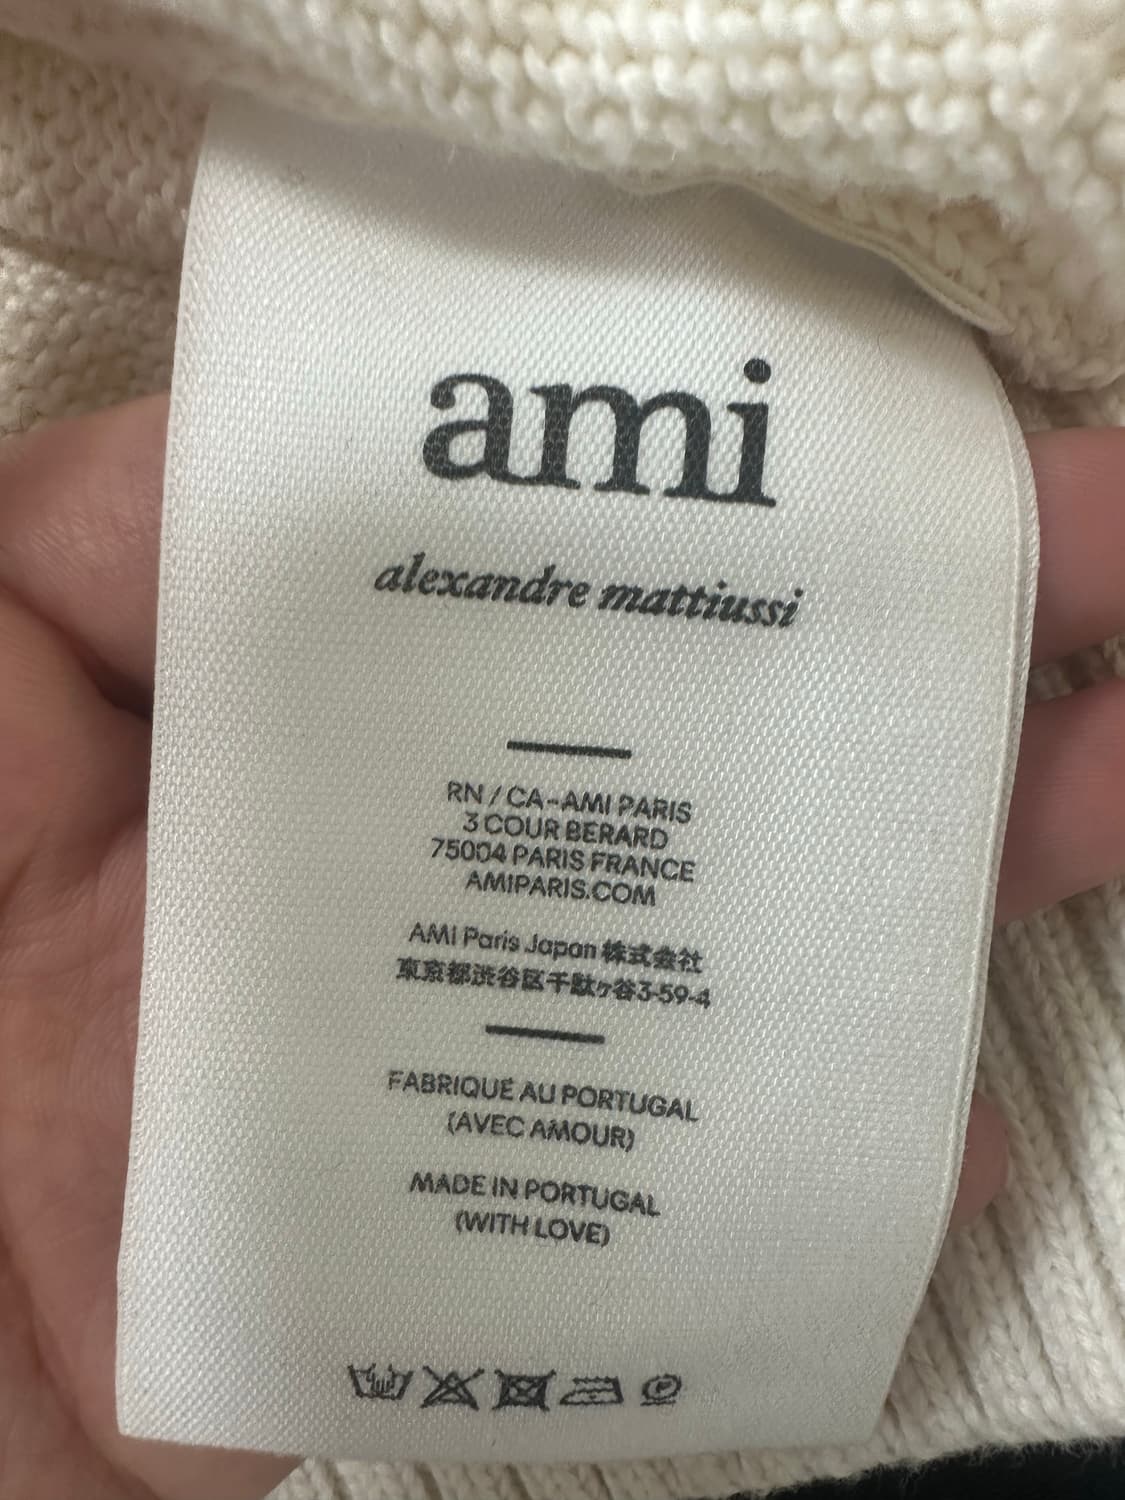 ami
alexandre mattiussi
RN / CA-AMI PARIS
3 COUR BERARD
75004 PARIS FRANCE
AMIPARIS.COM
AMI Paris Japan 株式会社
東京都渋谷区千駄ヶ谷3-59-4
FABRIQUÉ AU PORTUGAL
(AVEC AMOUR)
MADE IN PORTUGAL
(WITH LOVE)
P